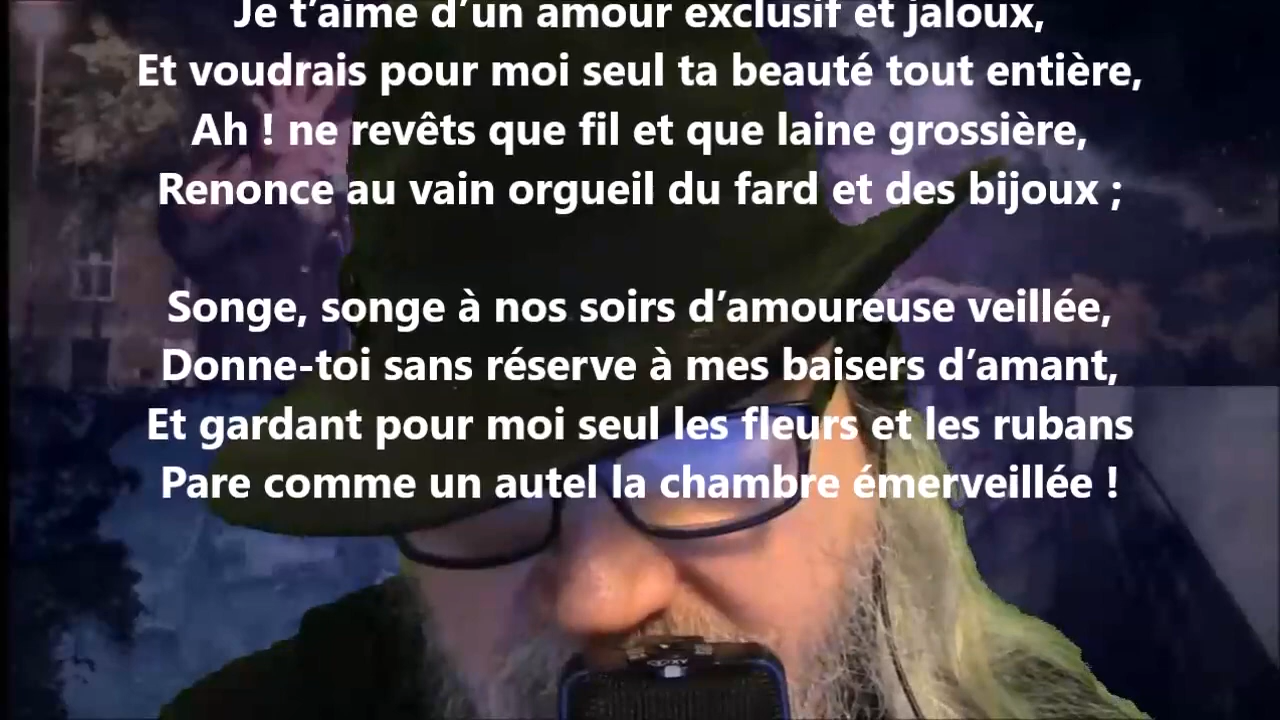 Je t’aime d’un amour exclusif et jaloux,
Et voudrais pour moi seul ta beauté tout entière,
Ah ! ne revêts que fil et que laine grossière,
Renonce au vain orgueil du fard et des bijoux ;
Songe, songe à nos soirs d’amoureuse veillée,
Donne-toi sans réserve à mes baisers d’amant,
Et gardant pour moi seul les fleurs et les rubans
Pare comme un autel la chambre émerveillée !